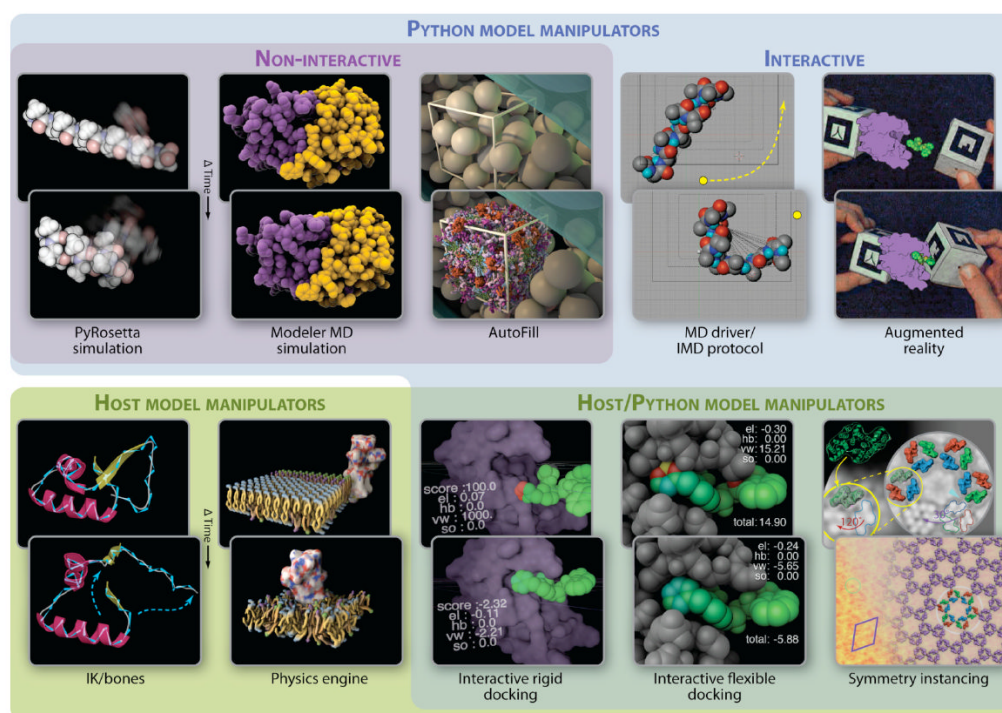 PYTHON MODEL MANIPULATORS
NON-INTERACTIVE
INTERACTIVE
Δ Time
PyRosetta
simulation
Modeler MD
simulation
AutoFill
MD driver/
IMD protocol
Augmented
reality
HOST MODEL MANIPULATORS
HOST/PYTHON MODEL MANIPULATORS
Δ Time
score :100.0
el : 0.07
hb : 0.0
vw : 1000.
so : 0.0
el: -0.30
hb: 0.00
vw: 15.21
so: 0.00
total: 14.90
120°
score :-2.32
el :-0.11
hb : 0.0
vw :-2.21
so : 0.0
el: -0.24
hb: 0.00
vw: -5.65
so: 0.00
total: -5.88
IK/bones
Physics engine
Interactive rigid
docking
Interactive flexible
docking
Symmetry instancing